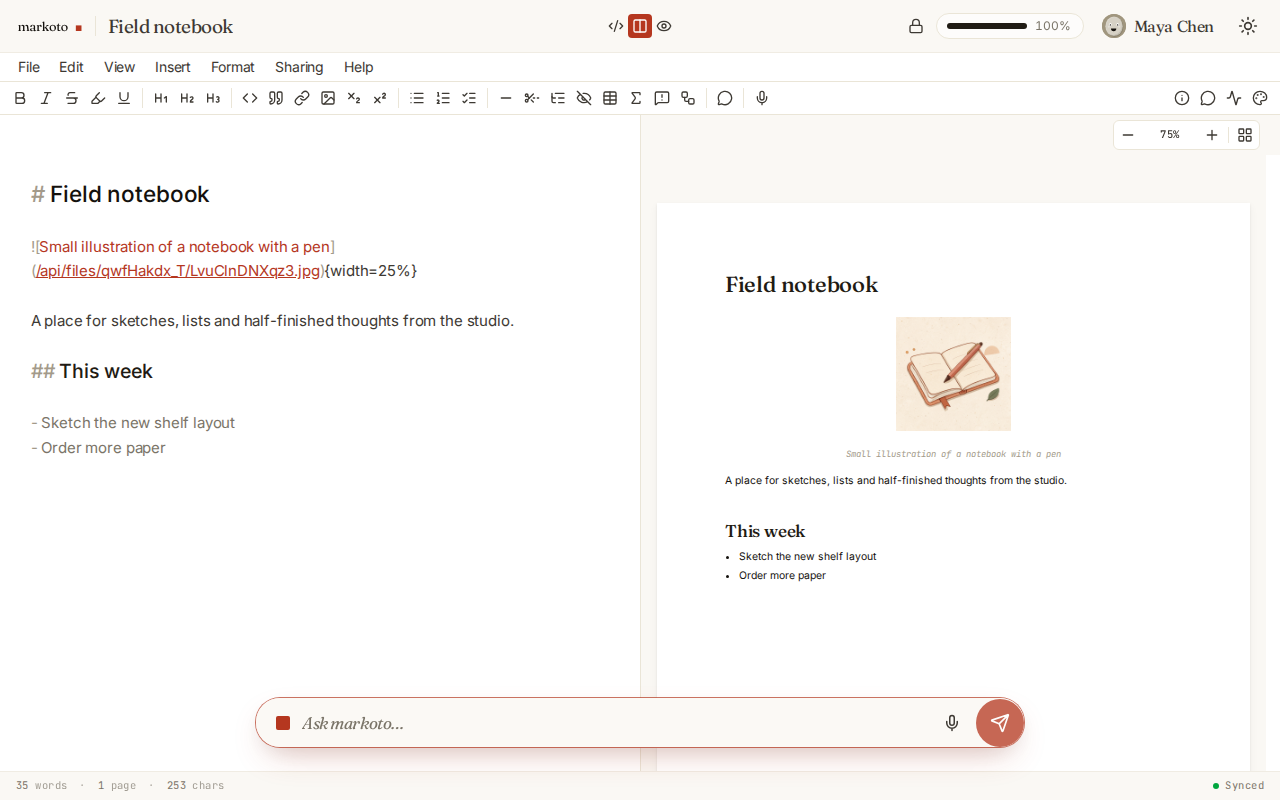 markoto
Field notebook
100%
Maya Chen
File Edit View Insert Format Sharing Help
H1 H2 H3
75%
# Field notebook
![Small illustration of a notebook with a pen]
(/api/files/qwfHakdx_T/LvuClnDNXqz3.jpg){width=25%}
A place for sketches, lists and half-finished thoughts from the studio.
## This week
- Sketch the new shelf layout
- Order more paper
Field notebook
Small illustration of a notebook with a pen
A place for sketches, lists and half-finished thoughts from the studio.
This week
• Sketch the new shelf layout
• Order more paper
Ask markoto...
35 words · 1 page · 253 chars
Synced